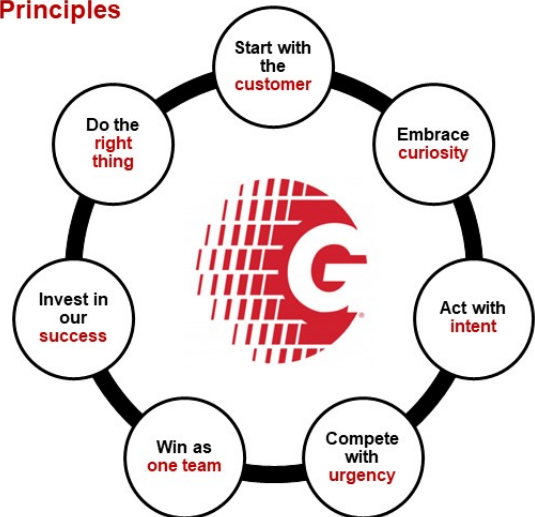 Principles
Start with
the
customer
Embrace
curiosity
Act with
intent
Compete
with
urgency
Win as
one team
Invest in
our
success
Do the
right
thing
G
®